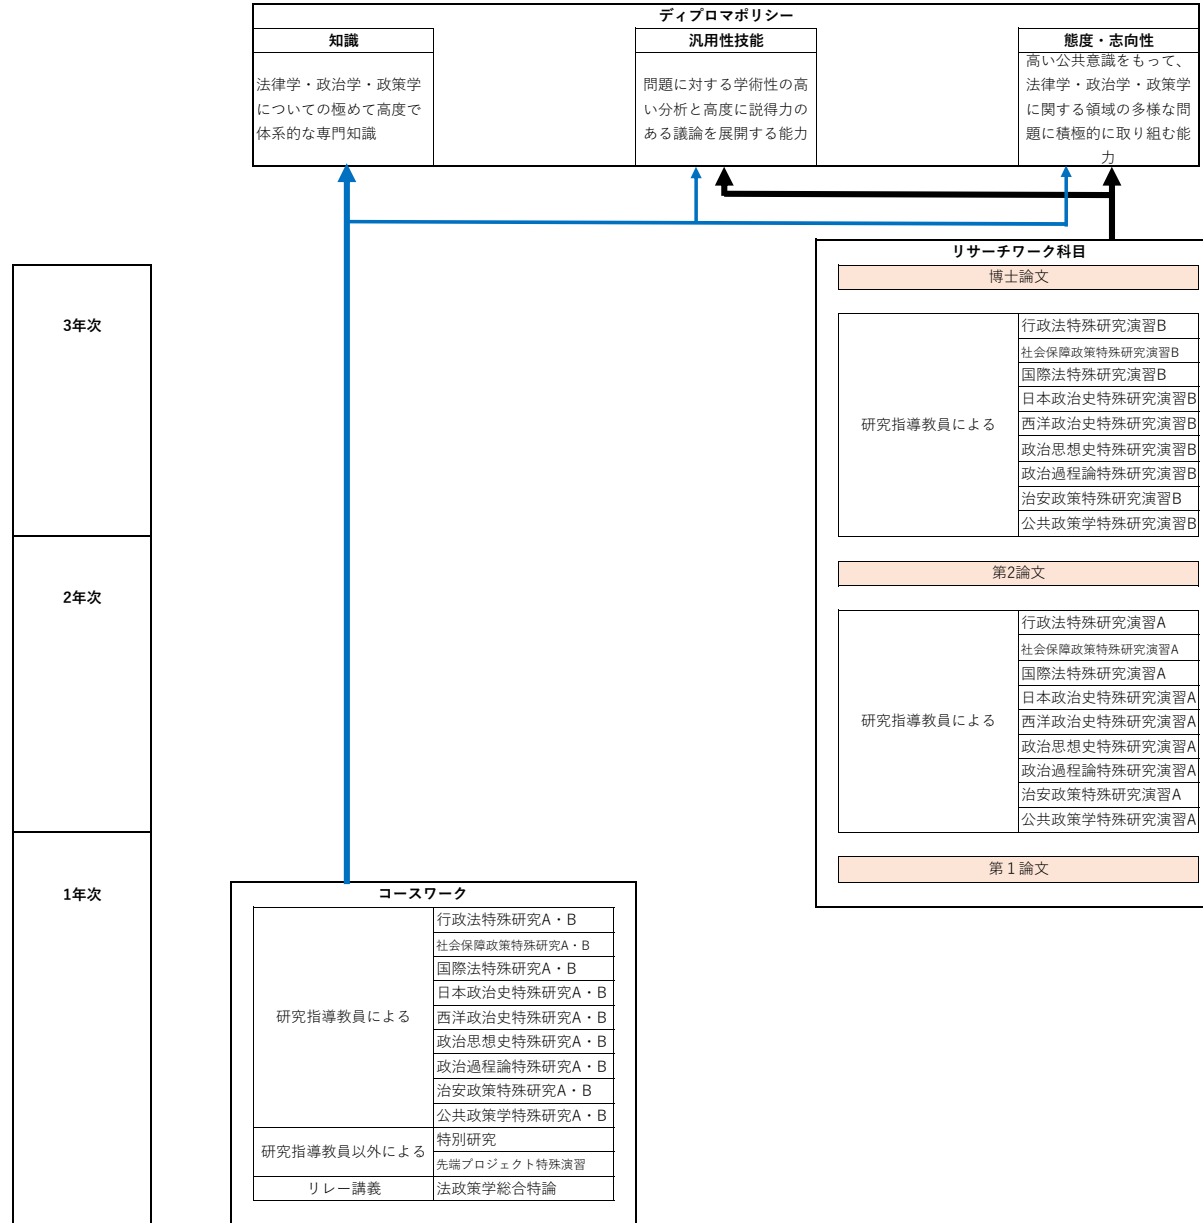 ディプロマポリシー
知識
汎用性技能
態度・志向性
法律学・政治学・政策学
についての極めて高度で
体系的な専門知識
問題に対する学術性の高
い分析と高度に説得力の
ある議論を展開する能力
高い公共意識をもって、
法律学・政治学・政策学
に関する領域の多様な問
題に積極的に取り組む能
力
リサーチワーク科目
博士論文
3年次
研究指導教員による
行政法特殊研究演習B
社会保障政策特殊研究演習B
国際法特殊研究演習B
日本政治史特殊研究演習B
西洋政治史特殊研究演習B
政治思想史特殊研究演習B
政治過程論特殊研究演習B
治安政策特殊研究演習B
公共政策学特殊研究演習B
第2論文
2年次
研究指導教員による
行政法特殊研究演習A
社会保障政策特殊研究演習A
国際法特殊研究演習A
日本政治史特殊研究演習A
西洋政治史特殊研究演習A
政治思想史特殊研究演習A
政治過程論特殊研究演習A
治安政策特殊研究演習A
公共政策学特殊研究演習A
第１論文
1年次
コースワーク
研究指導教員による
行政法特殊研究A・B
社会保障政策特殊研究A・B
国際法特殊研究A・B
日本政治史特殊研究A・B
西洋政治史特殊研究A・B
政治思想史特殊研究A・B
政治過程論特殊研究A・B
治安政策特殊研究A・B
公共政策学特殊研究A・B
研究指導教員以外による
特別研究
先端プロジェクト特殊演習
リレー講義
法政策学総合特論